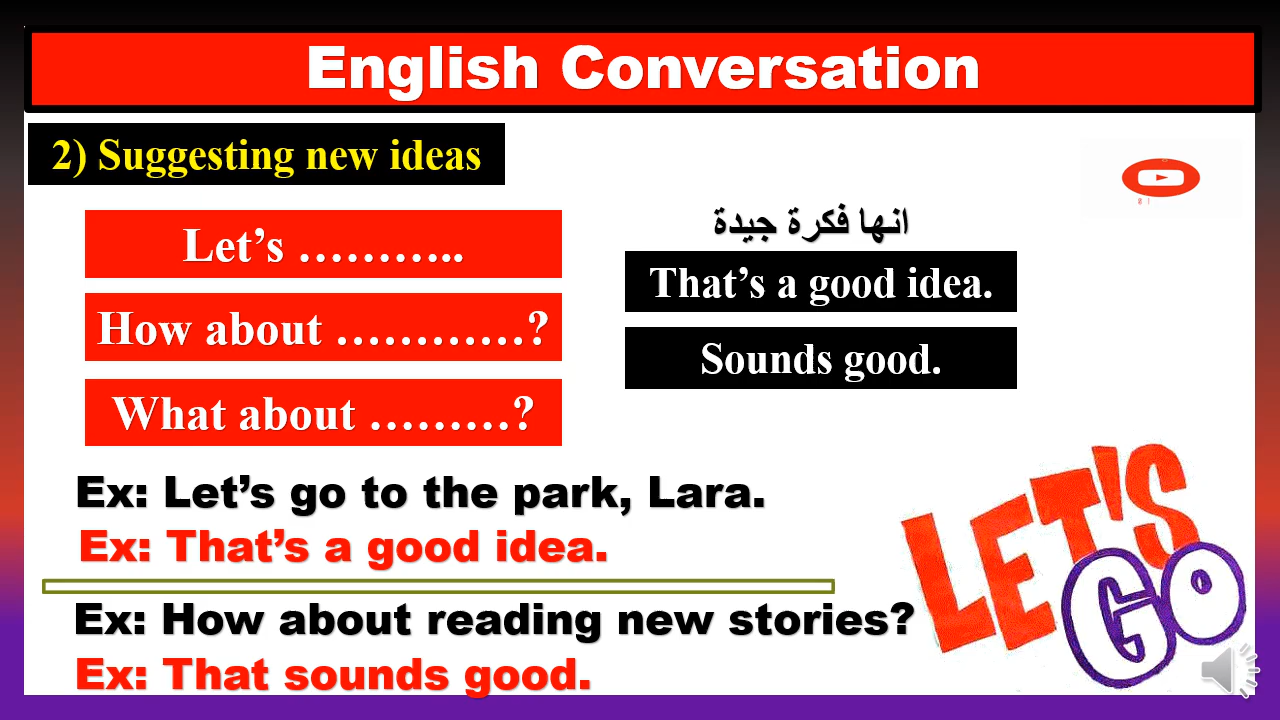 English Conversation
2) Suggesting new ideas
Let’s ………..
How about …………?
What about ………?
انها فكرة جيدة
That’s a good idea.
Sounds good.
Ex: Let’s go to the park, Lara.
Ex: That’s a good idea.
Ex: How about reading new stories?
Ex: That sounds good.
LET'S
GO